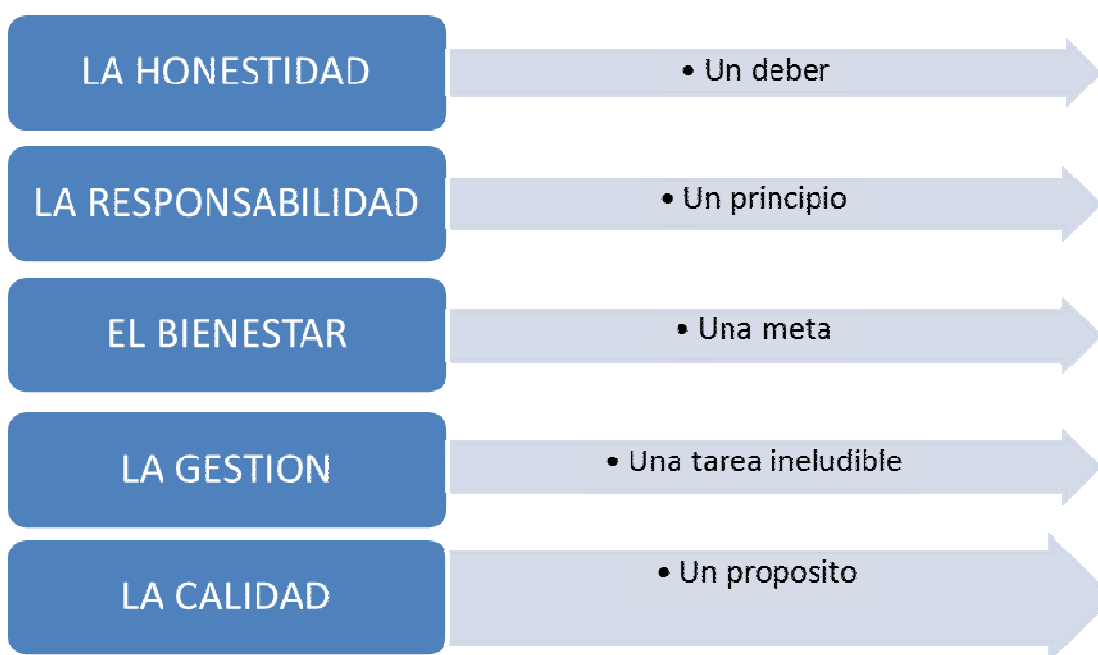 LA HONESTIDAD
• Un deber
LA RESPONSABILIDAD
• Un principio
EL BIENESTAR
• Una meta
LA GESTION
• Una tarea ineludible
LA CALIDAD
• Un proposito